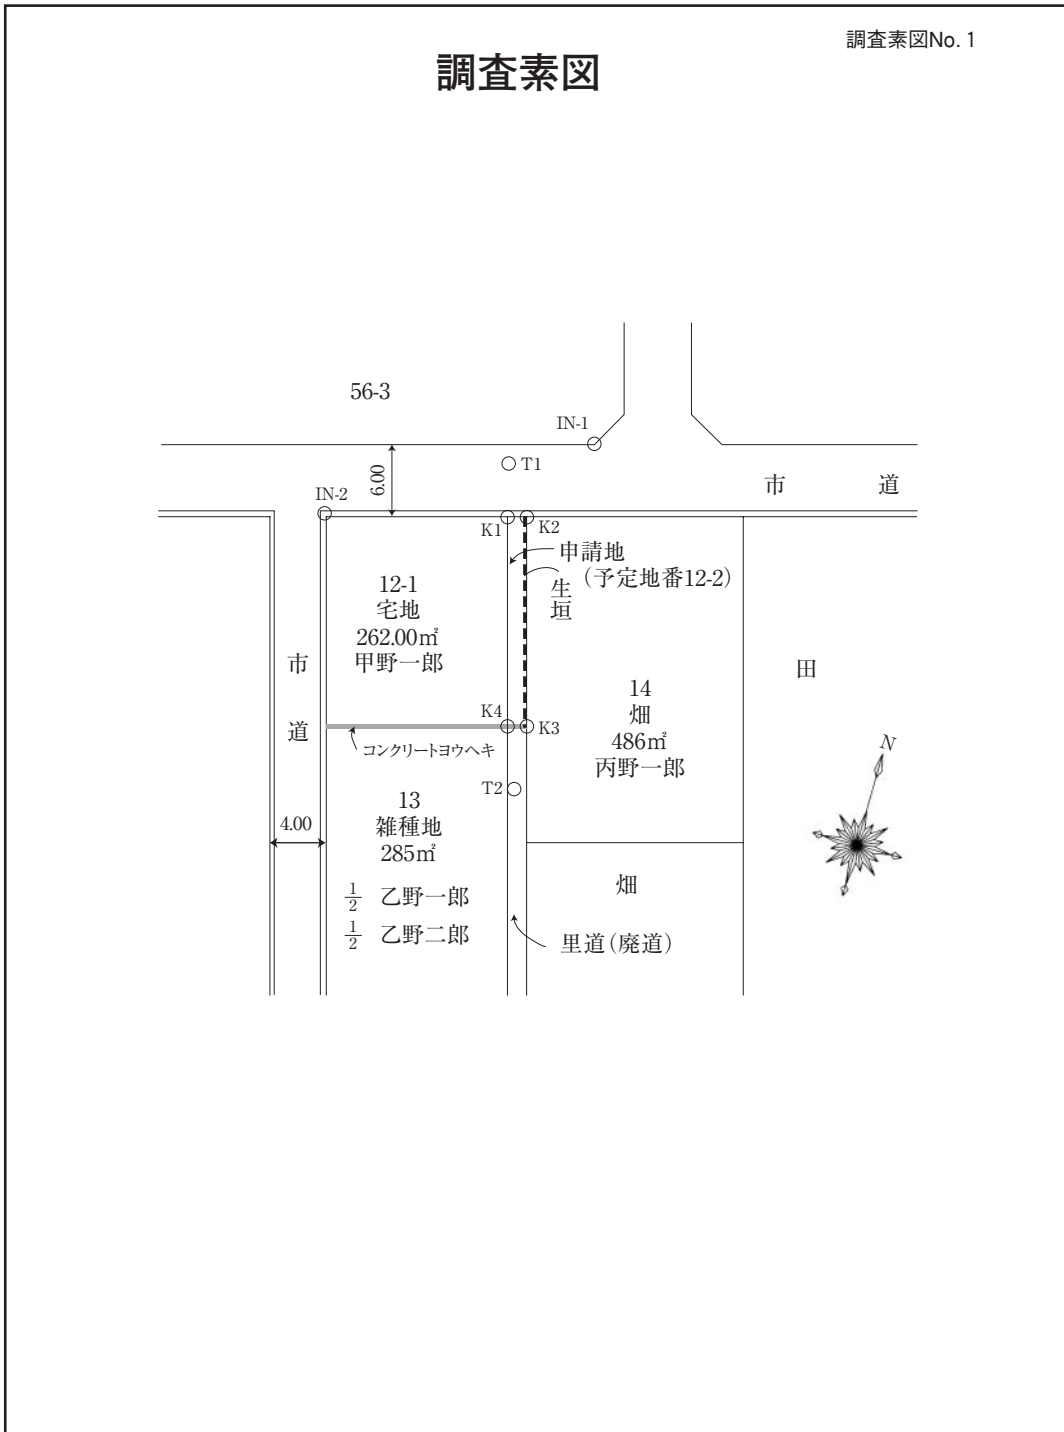 調査素図No. 1
調査素図
56-3
IN-1
T1
6.00
市道
IN-2
K1
K2
申請地
(予定地番12-2)
生垣
12-1
宅地
262.00㎡
甲野一郎
市道
田
14
畑
486㎡
丙野一郎
K4
K3
コンクリートヨウヘキ
N
T2
13
雑種地
285㎡
4.00
1/2 乙野一郎
1/2 乙野二郎
畑
里道(廃道)